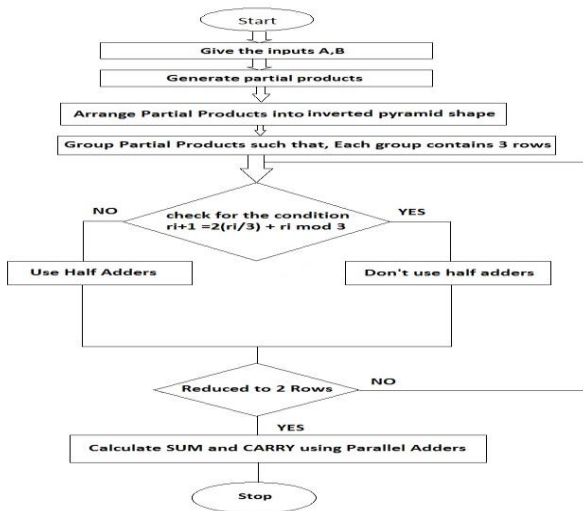 Start
Give the inputs A,B
Generate partial products
Arrange Partial Products into inverted pyramid shape
Group Partial Products such that, Each group contains 3 rows
NO
check for the condition
ri+1 =2(ri/3) + ri mod 3
YES
Use Half Adders
Don't use half adders
Reduced to 2 Rows
NO
YES
Calculate SUM and CARRY using Parallel Adders
Stop